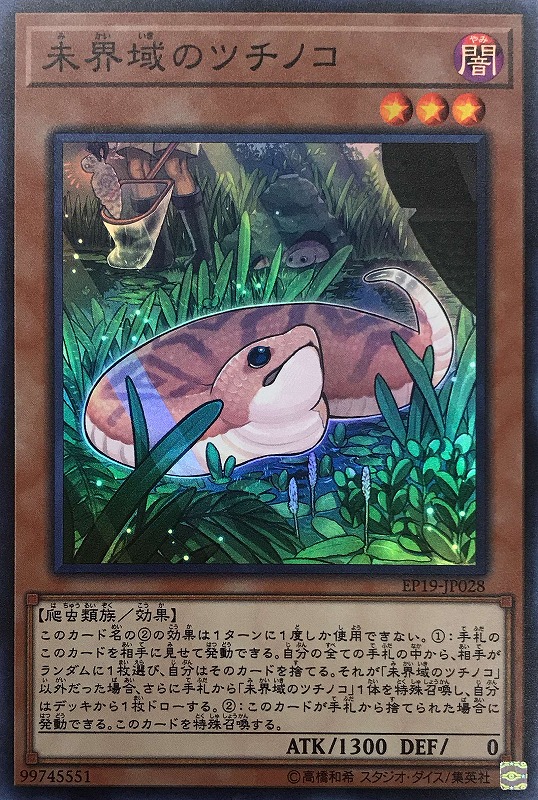 未界域のツチノコ
闇
EP19-JP028
【爬虫類族／効果】
このカード名の②の効果は１ターンに１度しか使用できない。①：手札の
このカードを相手に見せて発動できる。自分の全ての手札の中から、相手が
ランダムに１枚選び、自分はそのカードを捨てる。それが「未界域のツチノコ」
以外だった場合、さらに手札から「未界域のツチノコ」１体を特殊召喚し、自分
はデッキから１枚ドローする。②：このカードが手札から捨てられた場合に
発動できる。このカードを特殊召喚する。
ATK/1300 DEF/ 0
99745551
©高橋和希 スタジオ・ダイス/集英社